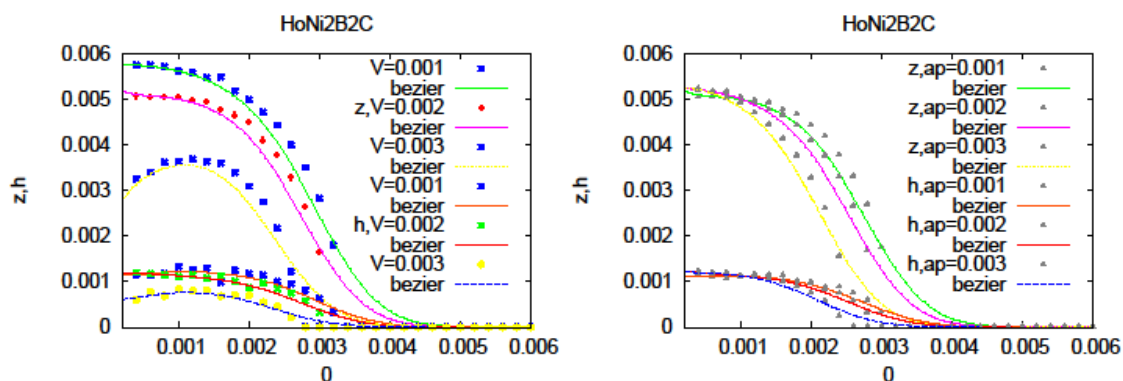 HoNi2B2C
0.006
0.005
0.004
0.003
0.002
0.001
0
z,h
V=0.001
bezier
z,V=0.002
bezier
V=0.003
bezier
V=0.001
bezier
h,V=0.002
bezier
V=0.003
bezier
0.001 0.002 0.003 0.004 0.005 0.006
0
HoNi2B2C
0.006
0.005
0.004
0.003
0.002
0.001
0
z,h
z,ap=0.001
bezier
z,ap=0.002
bezier
z,ap=0.003
bezier
h,ap=0.001
bezier
h,ap=0.002
bezier
h,ap=0.003
bezier
0.001 0.002 0.003 0.004 0.005 0.006
0